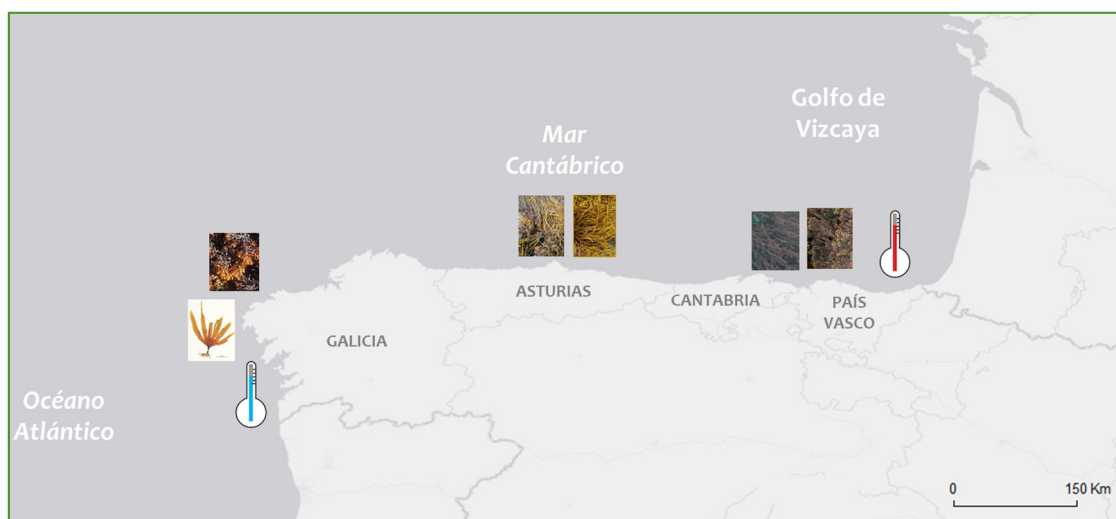 Golfo de
Vizcaya
Mar
Cantábrico
ASTURIAS
CANTABRIA
PAÍS
VASCO
GALICIA
Océano
Atlántico
0 150 Km